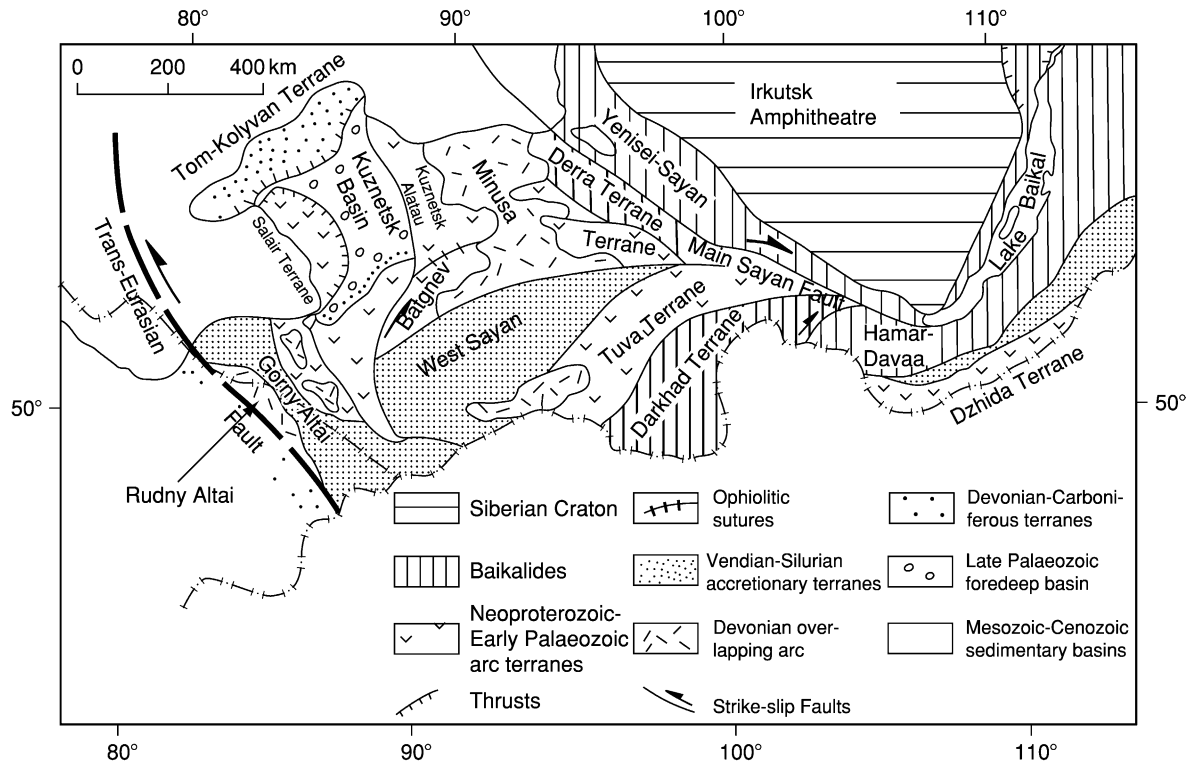 80°
90°
100°
110°
0
200
400 km
Tom-Kolyvan Terrane
Irkutsk
Amphitheatre
Yenisei-Sayan
Derra Terrane
Kuznetsk
Basin
Kuznetsk
Alatau
Minusa
Salair Terrane
Terrane
Main Sayan Fault
Lake Baikal
Trans-Eurasian
Fault
Batgnev
West Sayan
Tuva Terrane
Darkhad Terrane
Hamar-
Davaa
Dzhida Terrane
Gorny-Altai
50°
50°
Rudny Altai
Siberian Craton
Baikalides
Neoproterozoic-
Early Palaeozoic
arc terranes
Thrusts
Ophiolitic
sutures
Vendian-Silurian
accretionary terranes
Devonian over-
lapping arc
Strike-slip Faults
Devonian-Carboni-
ferous terranes
Late Palaeozoic
foredeep basin
Mesozoic-Cenozoic
sedimentary basins
80°
90°
100°
110°